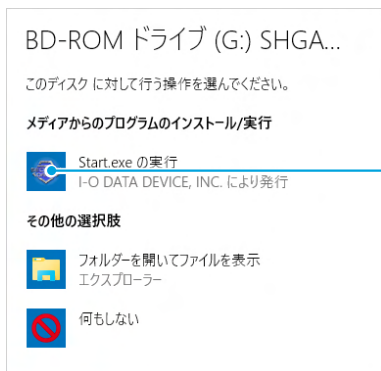 BD-ROM ドライブ (G:) SHGA...
このディスク に対して行う操作を選んでください。
メディアからのプログラムのインストール/実行
Start.exe の実行
I-O DATA DEVICE, INC. により発行
その他の選択肢
フォルダーを開いてファイルを表示
エクスプローラー
何もしない